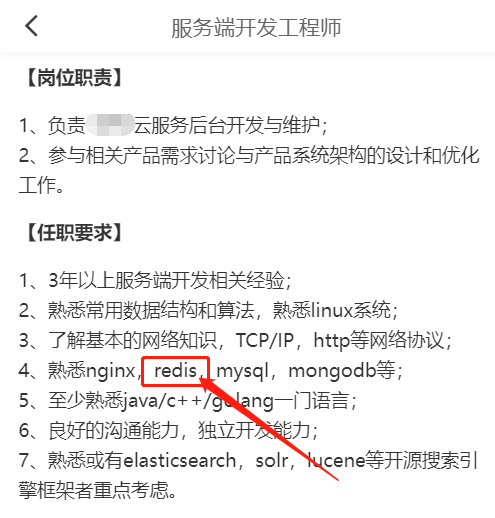 服务端开发工程师
【岗位职责】
1、负责云服务后台开发与维护；
2、参与相关产品需求讨论与产品系统架构的设计和优化
工作。
【任职要求】
1、3年以上服务端开发相关经验；
2、熟悉常用数据结构和算法，熟悉linux系统；
3、了解基本的网络知识，TCP/IP，http等网络协议；
4、熟悉nginx，redis，mysql，mongodb等；
5、至少熟悉java/c++/golang一门语言；
6、良好的沟通能力，独立开发能力；
7、熟悉或有elasticsearch，solr，lucene等开源搜索引
擎框架者重点考虑。